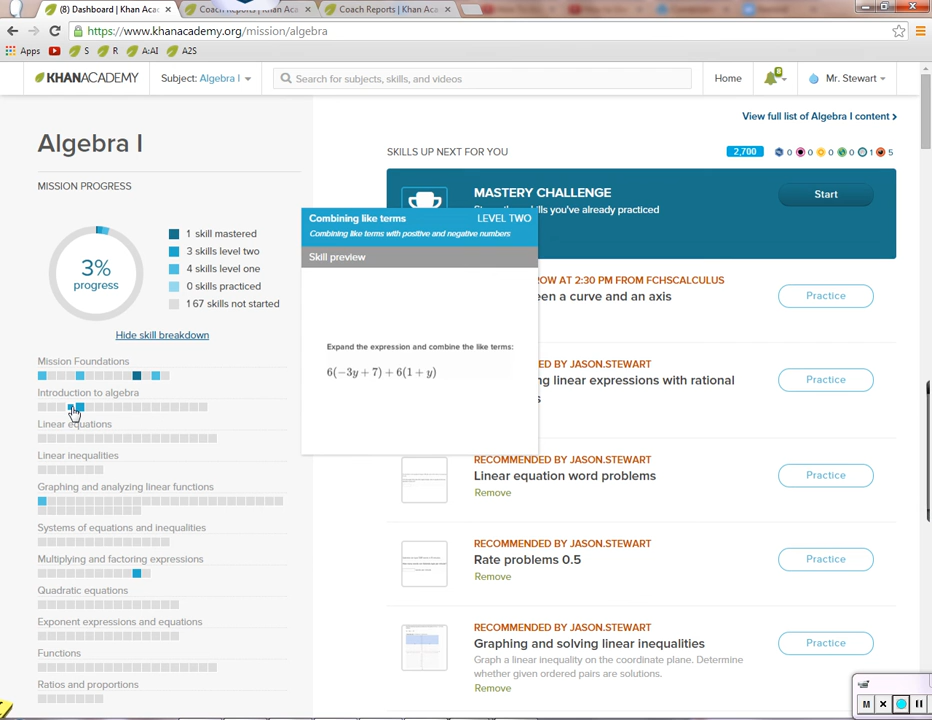 (8) Dashboard | Khan Aca
Coach Reports | Khan Aca
Coach Reports | Khan Aca
https://www.khanacademy.org/mission/algebra
Apps
S
R
A:AI
A2S
KHANACADEMY
Subject: Algebra I
Search for subjects, skills, and videos
Home
8
Mr. Stewart
View full list of Algebra I content
Algebra I
MISSION PROGRESS
3%
progress
1 skill mastered
3 skills level two
4 skills level one
0 skills practiced
167 skills not started
Hide skill breakdown
Mission Foundations
Introduction to algebra
Linear equations
Linear inequalities
Graphing and analyzing linear functions
Systems of equations and inequalities
Multiplying and factoring expressions
Quadratic equations
Exponent expressions and equations
Functions
Ratios and proportions
SKILLS UP NEXT FOR YOU
2,700
0 0 0 0 1 5
MASTERY CHALLENGE
skills you've already practiced
Start
Combining like terms
LEVEL TWO
Combining like terms with positive and negative numbers
Skill preview
Expand the expression and combine the like terms:
6(−3y + 7) + 6(1 + y)
ROW AT 2:30 PM FROM FCHSCALCULUS
een a curve and an axis
Practice
ED BY JASON.STEWART
ng linear expressions with rational
s
Practice
RECOMMENDED BY JASON.STEWART
Linear equation word problems
Remove
Practice
RECOMMENDED BY JASON.STEWART
Rate problems 0.5
Remove
Practice
RECOMMENDED BY JASON.STEWART
Graphing and solving linear inequalities
Graph a linear inequality on the coordinate plane. Determine
whether given ordered pairs are solutions.
Remove
Practice
M